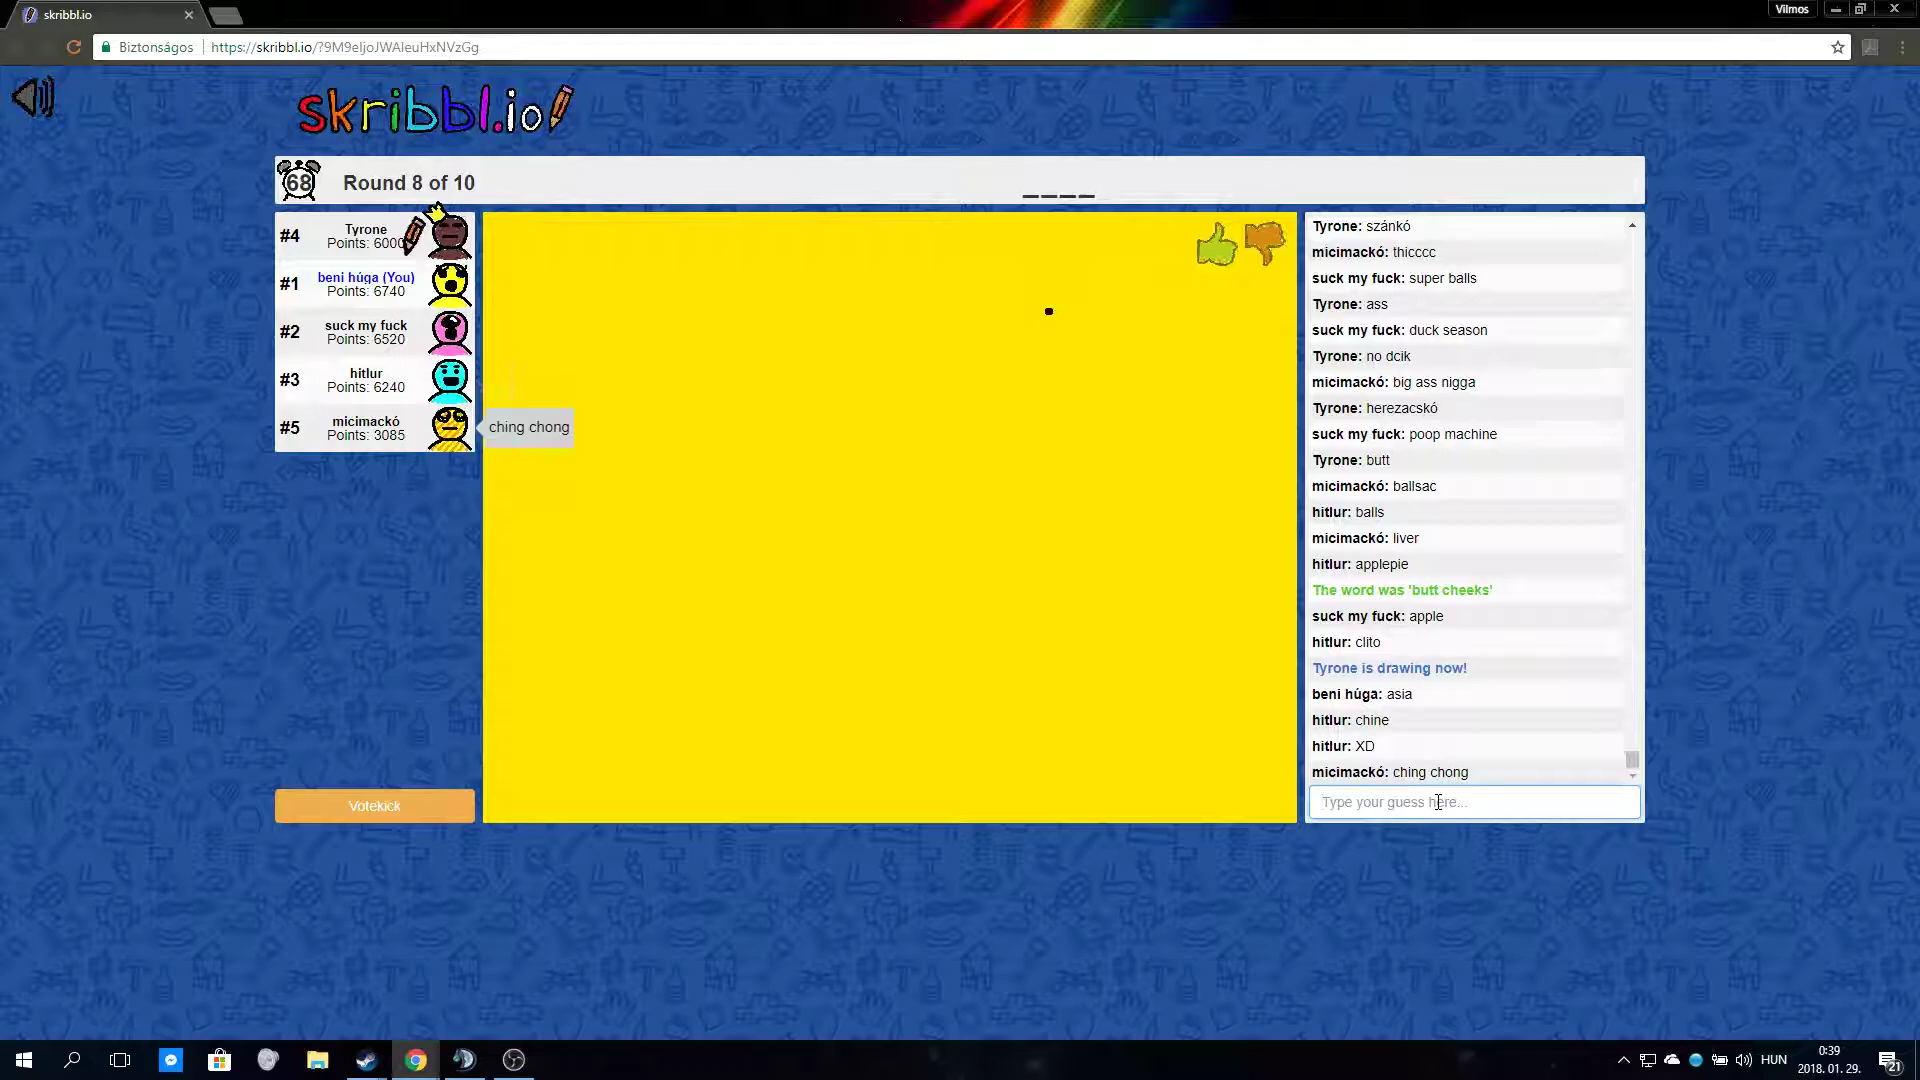 skribbl.io
Vilmos
Biztonságos
https://skribbl.io/?9M9eIjoJWAleuHxNVzGg
skribbl.io
68
Round 8 of 10
____
#4
Tyrone
Points: 6000
#1
beni húga (You)
Points: 6740
#2
suck my fuck
Points: 6520
#3
hitlur
Points: 6240
#5
micimackó
Points: 3085
ching chong
Votekick
Tyrone: szánkó
micimackó: thicccc
suck my fuck: super balls
Tyrone: ass
suck my fuck: duck season
Tyrone: no dcik
micimackó: big ass nigga
Tyrone: herezacskó
suck my fuck: poop machine
Tyrone: butt
micimackó: ballsac
hitlur: balls
micimackó: liver
hitlur: applepie
The word was 'butt cheeks'
suck my fuck: apple
hitlur: clito
Tyrone is drawing now!
beni húga: asia
hitlur: chine
hitlur: XD
micimackó: ching chong
Type your guess here...
HUN
0:39
2018. 01. 29.
21